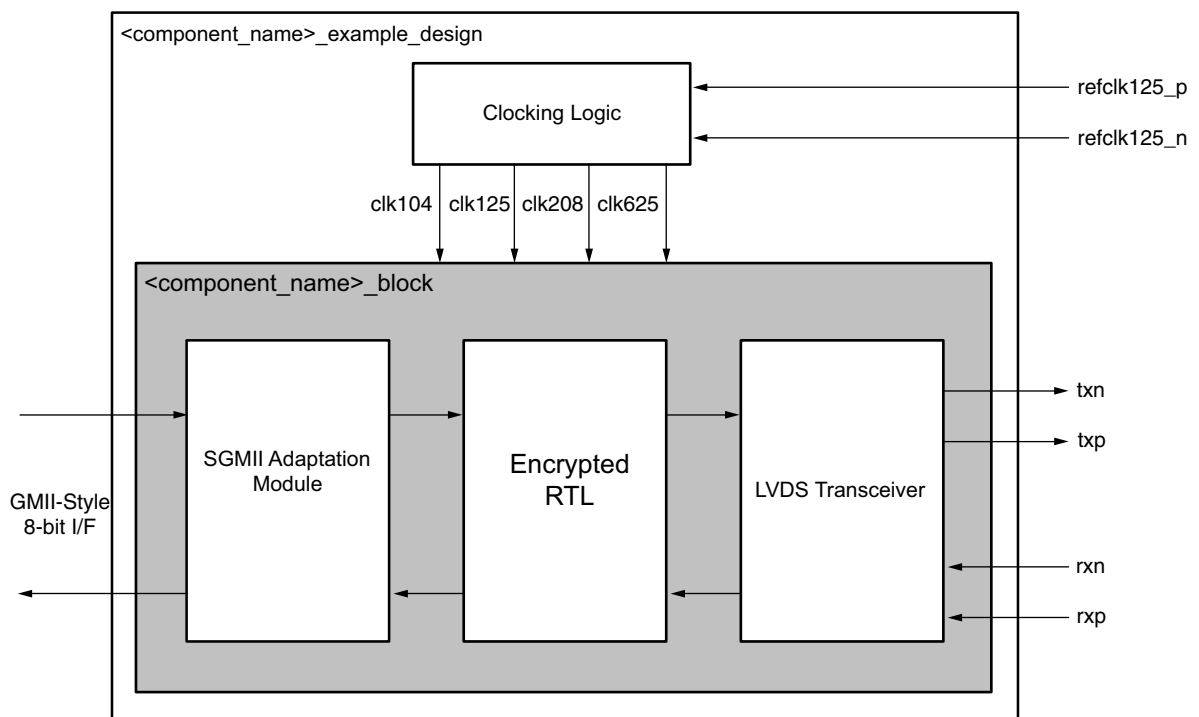 <component_name>_example_design
Clocking Logic
refclk125_p
refclk125_n
clk104
clk125
clk208
clk625
<component_name>_block
SGMII Adaptation
Module
Encrypted
RTL
LVDS Transceiver
txn
txp
GMII-Style
8-bit I/F
rxn
rxp